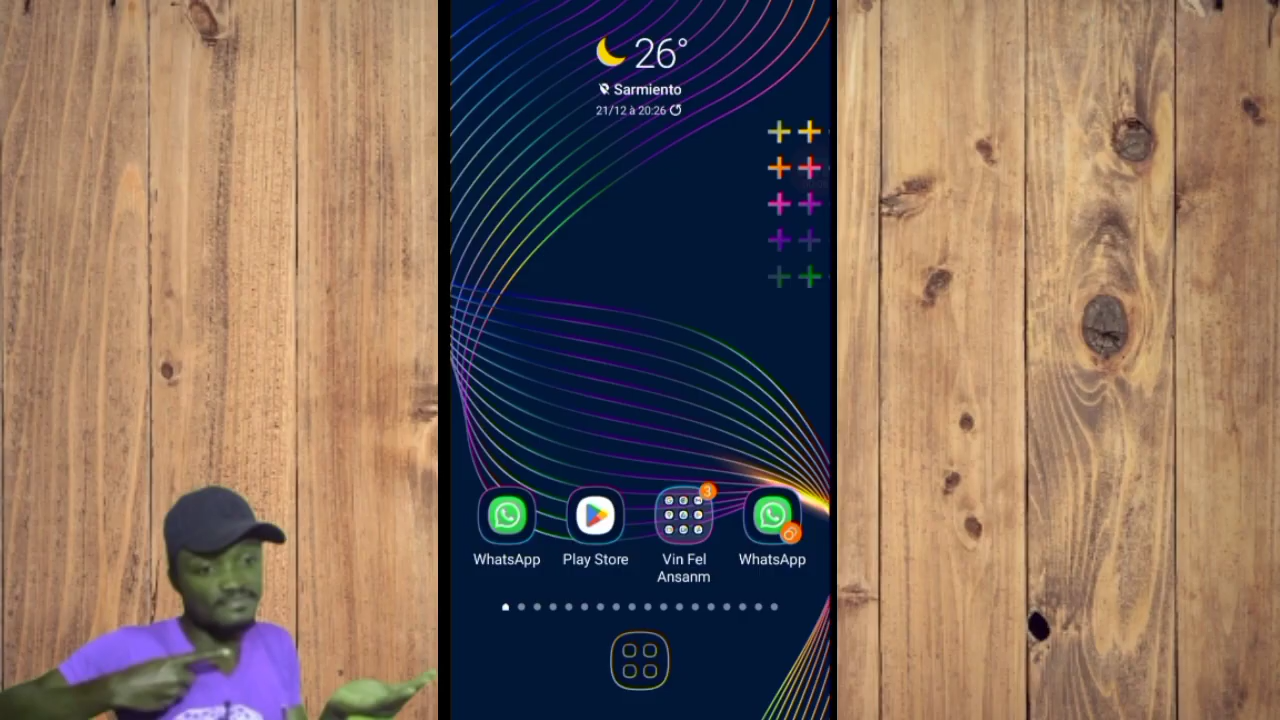 26°
Sarmiento
21/12 à 20:26
3
WhatsApp
Play Store
Vin Fel
Ansanm
WhatsApp